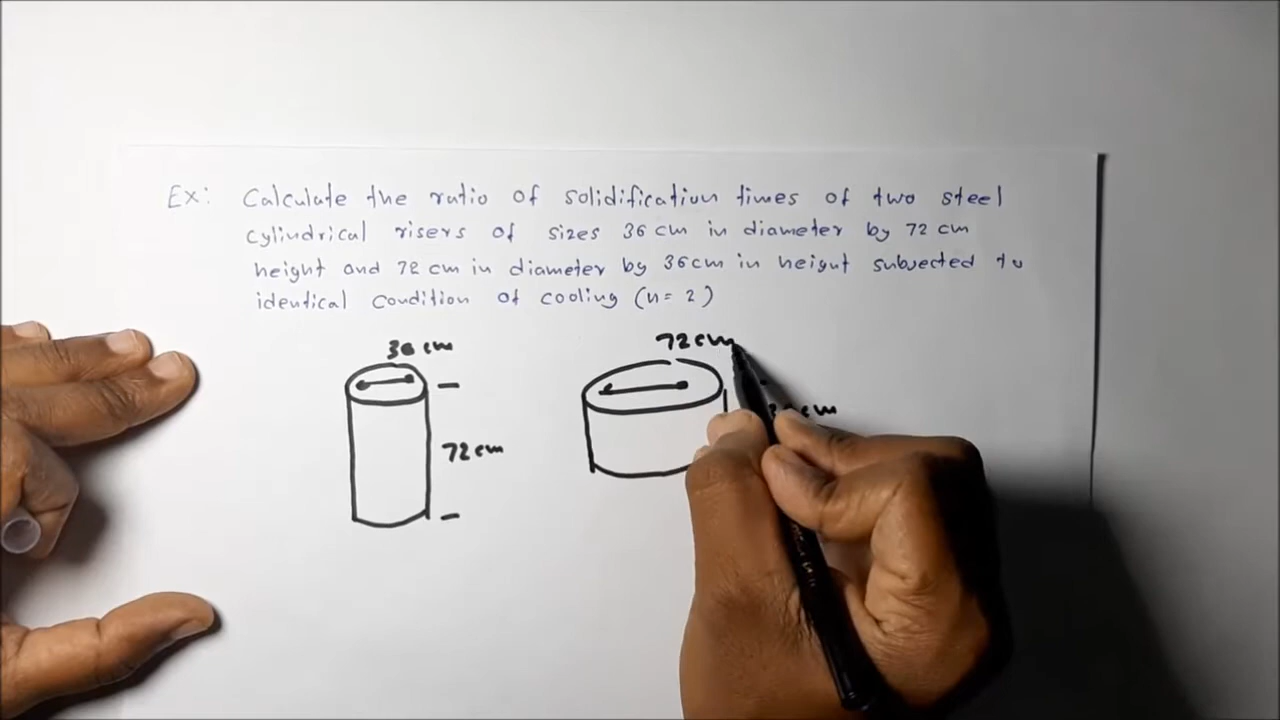 Ex: Calculate the ratio of solidification times of two steel
cylindrical risers of sizes 36 cm in diameter by 72 cm
height and 72 cm in diameter by 36cm in height subjected to
identical condition of cooling (n= 2)
36 cm
72 cm
72 cm
cm